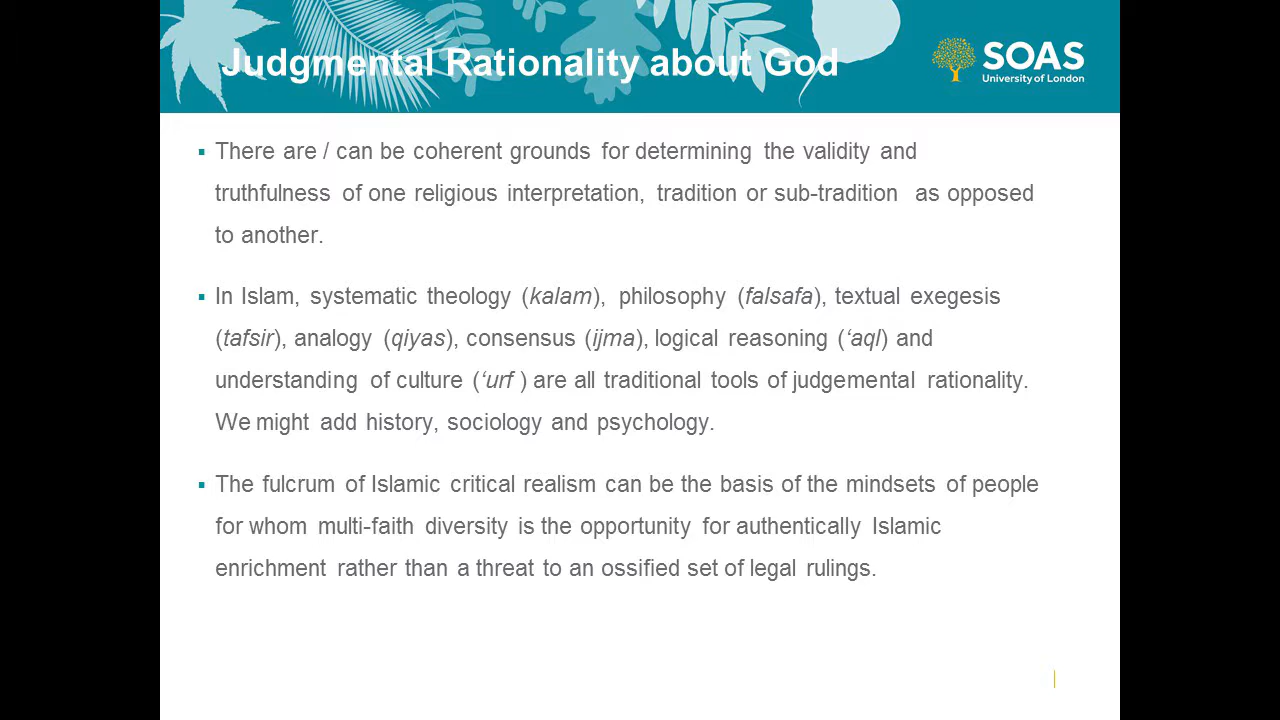 Judgmental Rationality about God
SOAS
University of London
▪ There are / can be coherent grounds for determining the validity and
truthfulness of one religious interpretation, tradition or sub-tradition as opposed
to another.
▪ In Islam, systematic theology (kalam), philosophy (falsafa), textual exegesis
(tafsir), analogy (qiyas), consensus (ijma), logical reasoning (‘aql) and
understanding of culture (‘urf ) are all traditional tools of judgemental rationality.
We might add history, sociology and psychology.
▪ The fulcrum of Islamic critical realism can be the basis of the mindsets of people
for whom multi-faith diversity is the opportunity for authentically Islamic
enrichment rather than a threat to an ossified set of legal rulings.